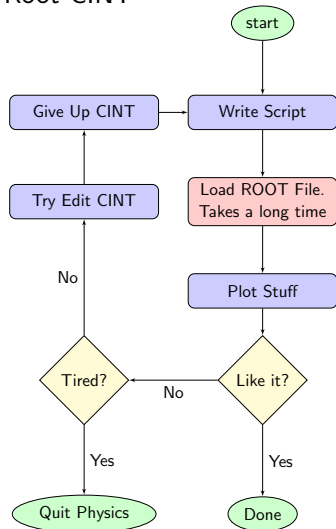 Root CINT
start
Give Up CINT
Write Script
Try Edit CINT
Load ROOT File.
Takes a long time
No
Plot Stuff
Tired?
No
Like it?
Yes
Yes
Quit Physics
Done